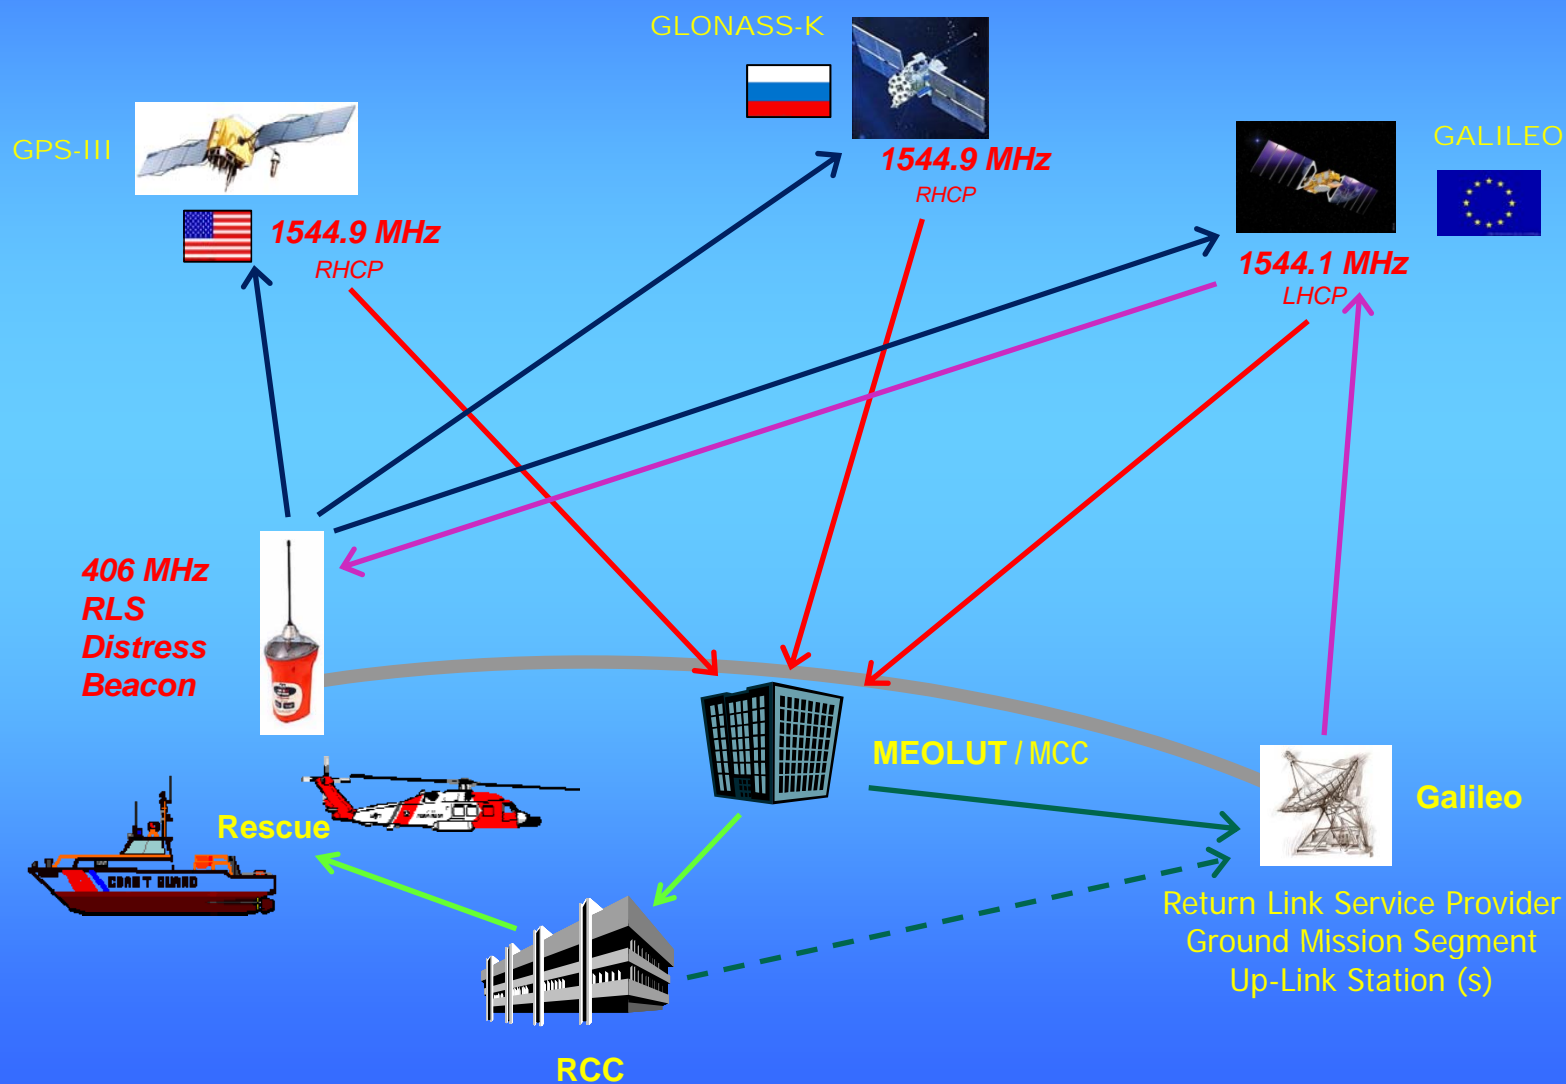 GLONASS-K
GPS-III
GALILEO
1544.9 MHz
RHCP
1544.9 MHz
RHCP
1544.1 MHz
LHCP
406 MHz
RLS
Distress
Beacon
MEOLUT / MCC
Galileo
Rescue
COAST GUARD
Return Link Service Provider
Ground Mission Segment
Up-Link Station (s)
RCC